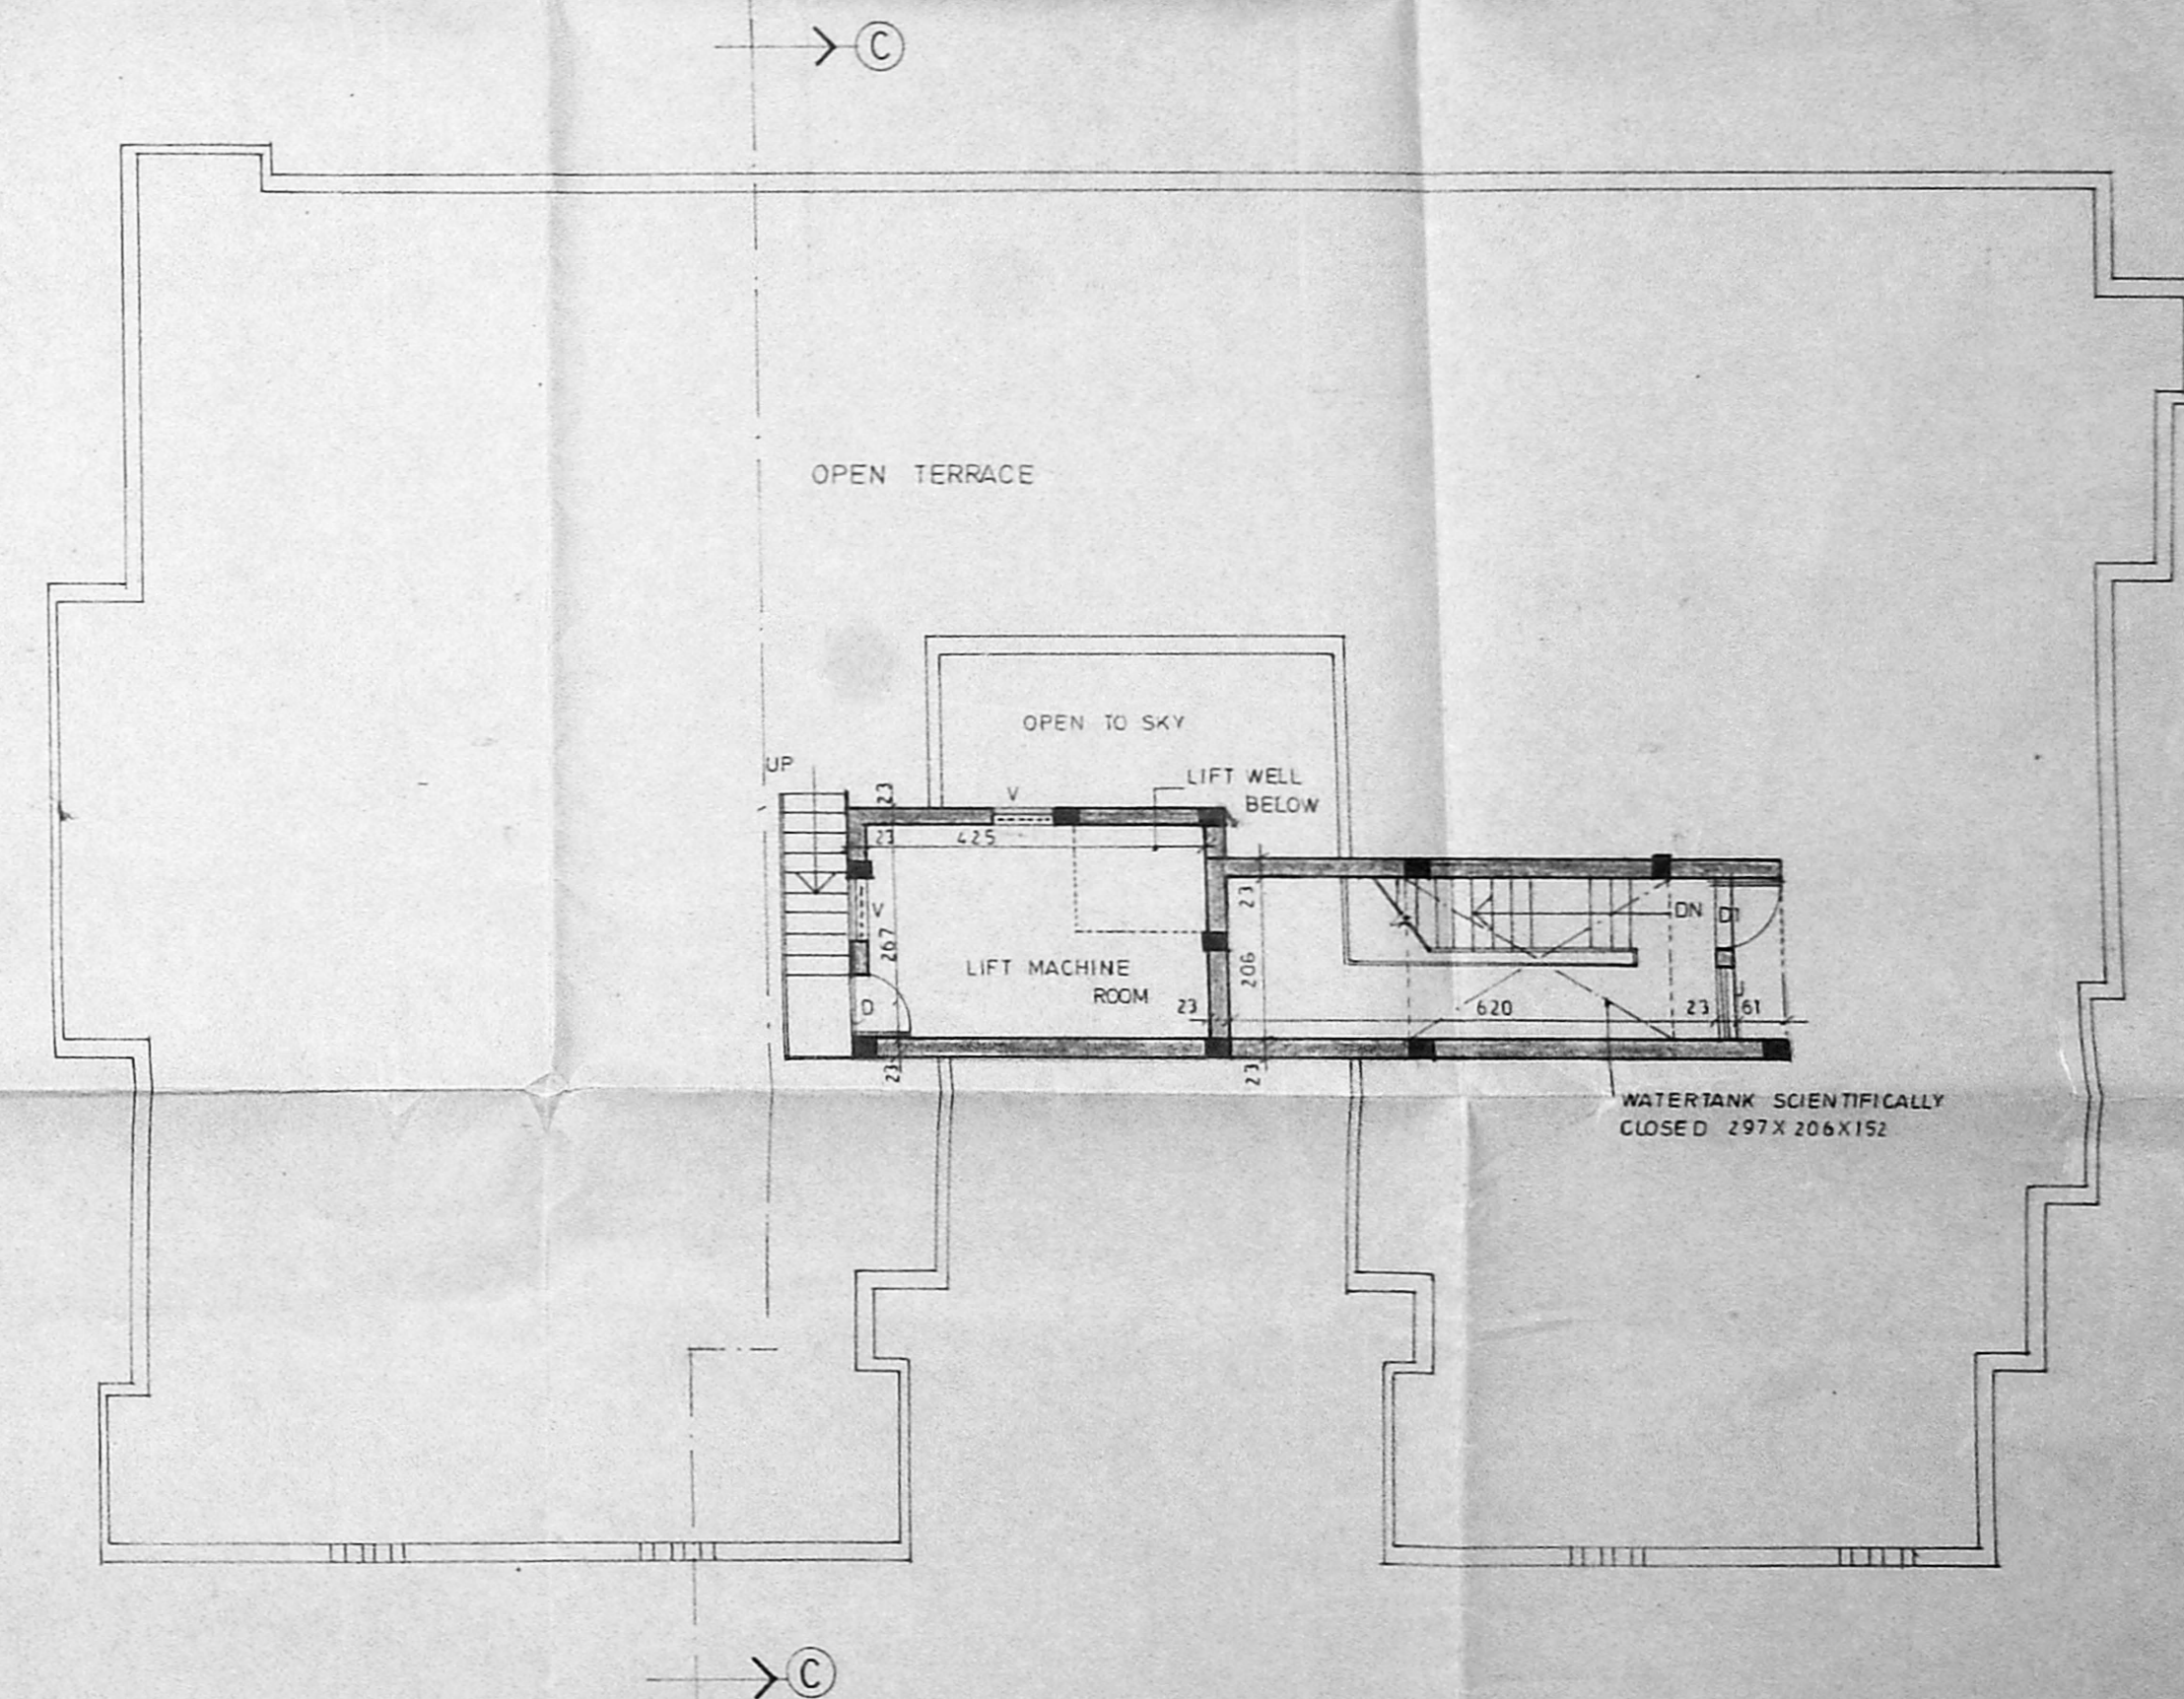 C
OPEN TERRACE
OPEN TO SKY
UP
LIFT WELL
BELOW
23
V
23
425
V
267
23
206
DN
D1
LIFT MACHINE
ROOM
D
23
620
23
61
23
23
WATERTANK SCIENTIFICALLY
CLOSED 297X206X152
C